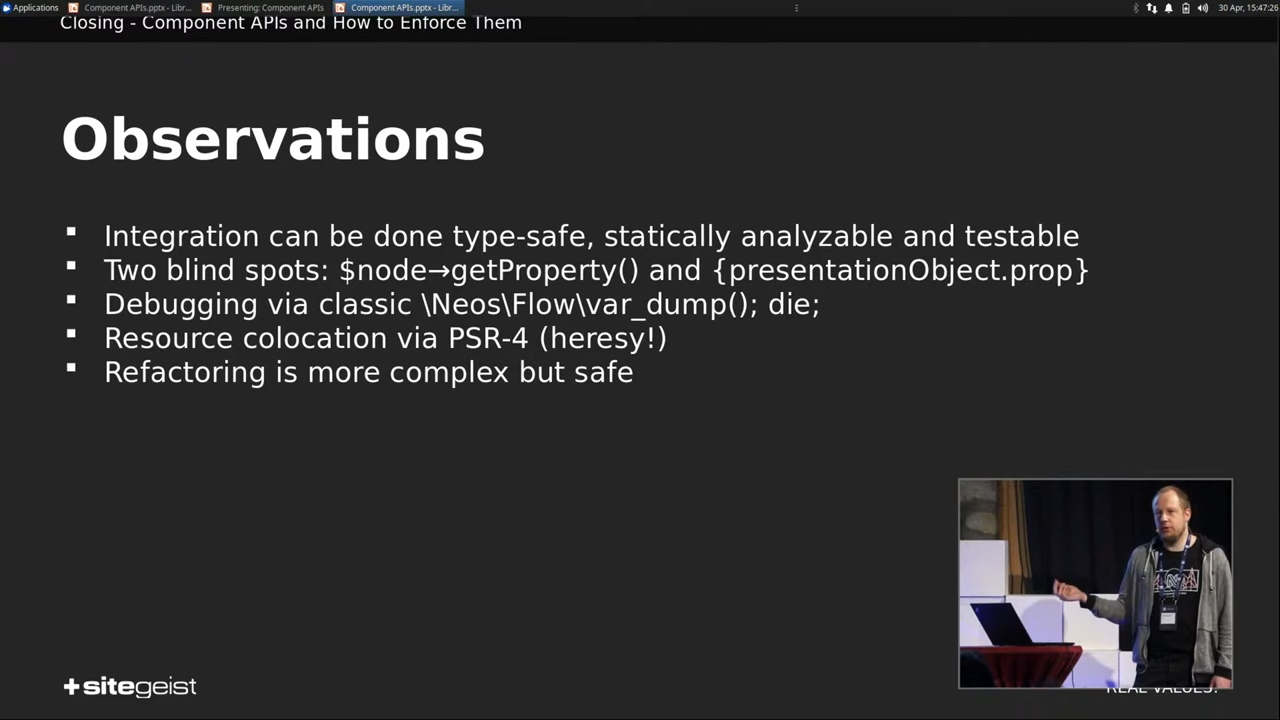 Applications
Component APIs.pptx - Libr...
Presenting: Component APIs
Component APIs.pptx - Libr...
30 Apr, 15:47:26
Closing - Component APIs and How to Enforce Them
Observations
Integration can be done type-safe, statically analyzable and testable
Two blind spots: $node→getProperty() and {presentationObject.prop}
Debugging via classic \Neos\Flow\var_dump(); die;
Resource colocation via PSR-4 (heresy!)
Refactoring is more complex but safe
+sitegeist
REAL VALUES.